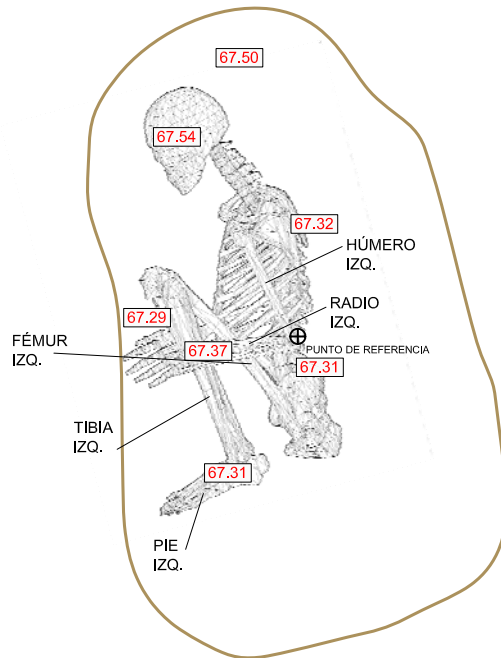 67.50
67.54
67.32
HÚMERO
IZQ.
67.29
RADIO
IZQ.
FÉMUR
IZQ.
67.37
PUNTO DE REFERENCIA
67.31
TIBIA
IZQ.
67.31
PIE
IZQ.